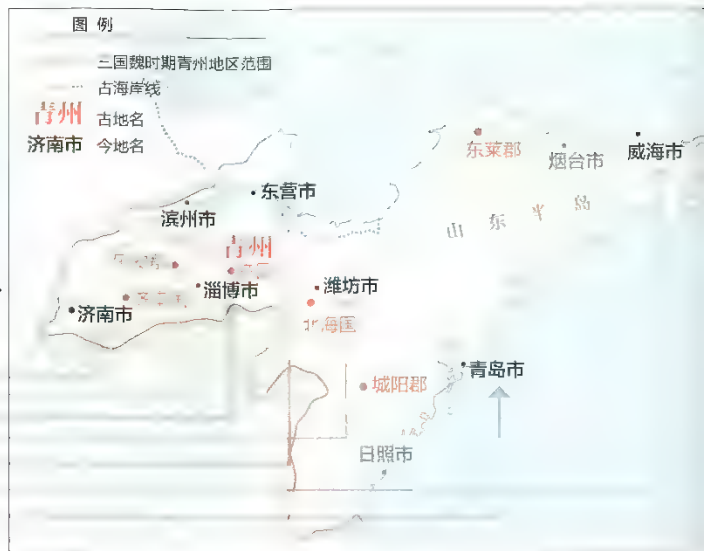 图 例
三国魏时期青州地区范围
古海岸线
青州 古地名
济南市 今地名
东莱郡
烟台市
威海市
山东半岛
东营市
滨州市
青州
淄博市
潍坊市
济南市
北海国
城阳郡
青岛市
日照市